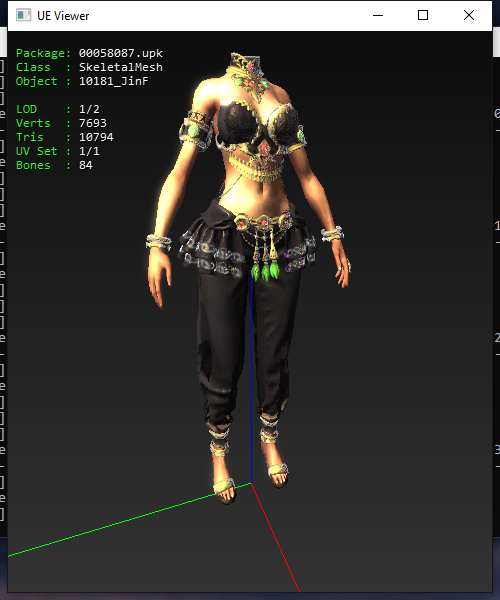 UE Viewer
Package: 00058087.upk
Class : SkeletalMesh
Object : 10181_JinF
LOD : 1/2
Verts : 7693
Tris : 10794
UV Set : 1/1
Bones : 84